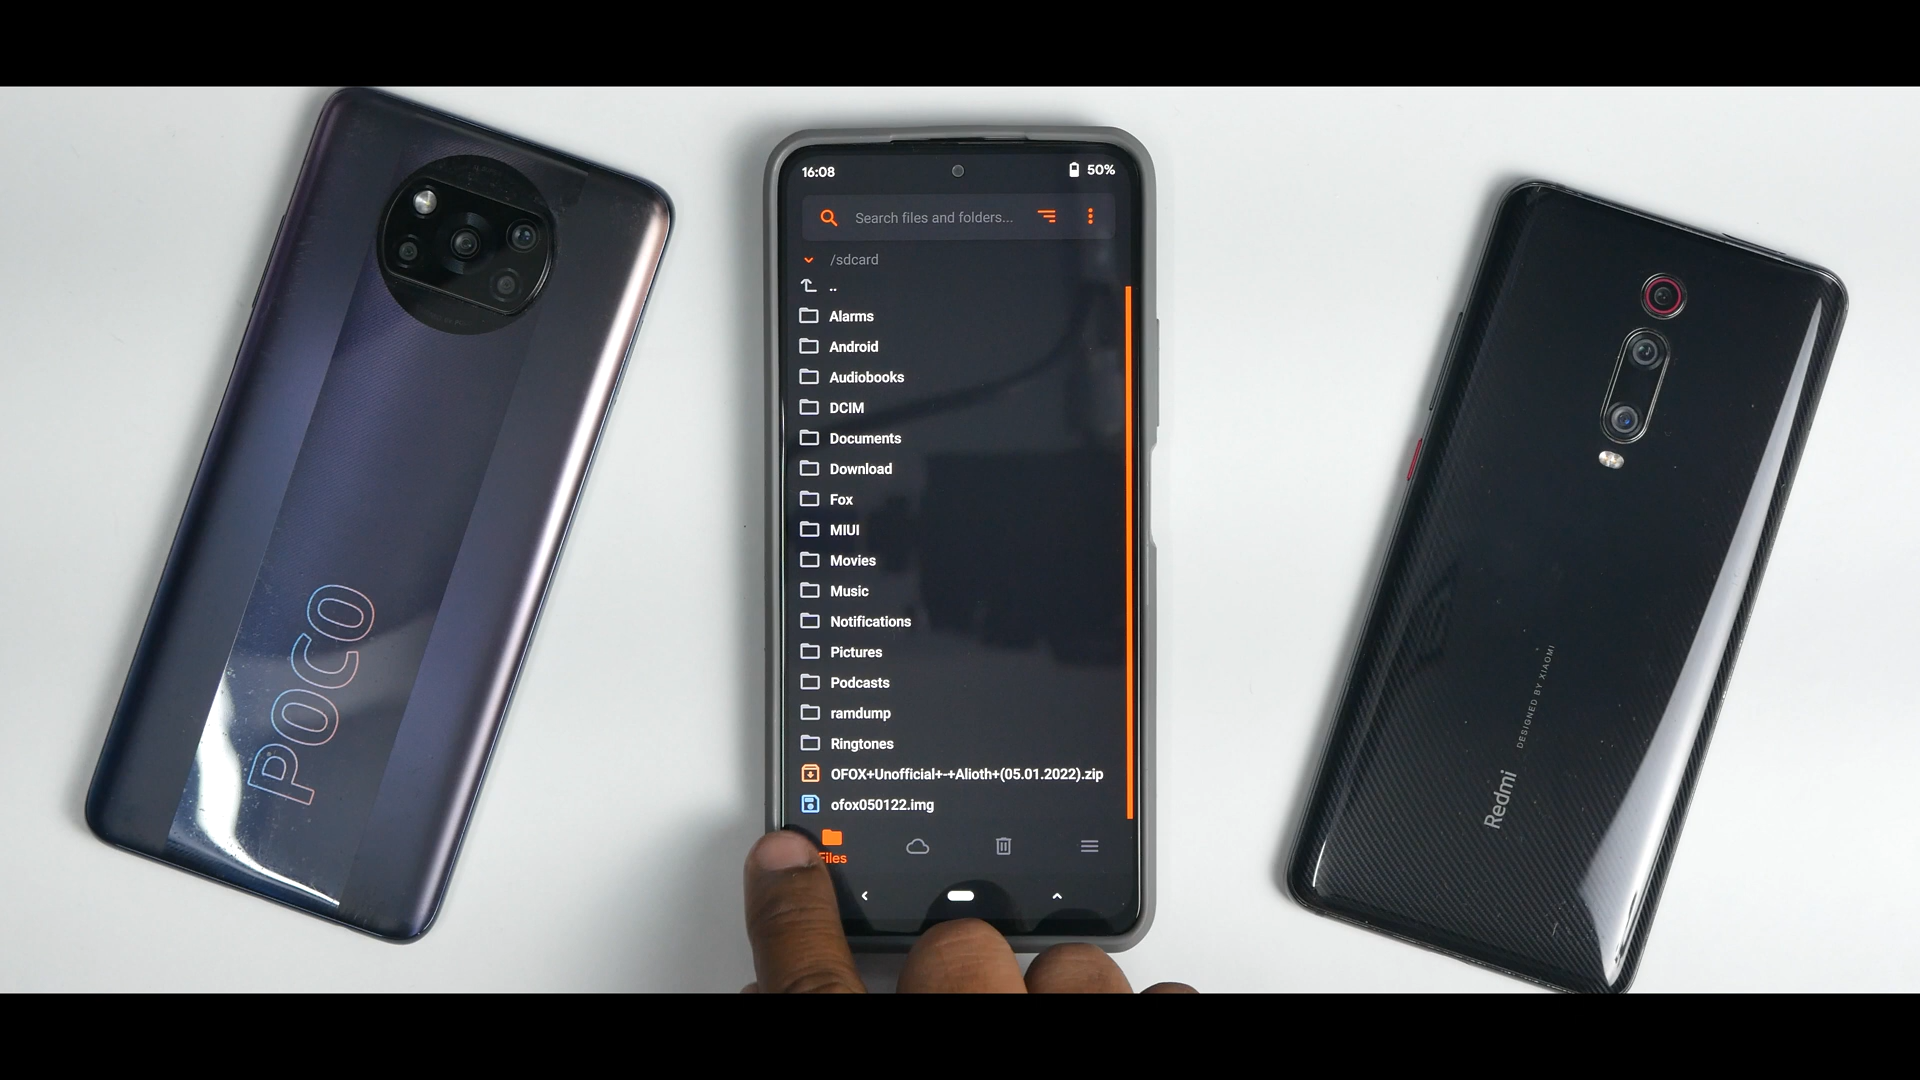 POCO
16:08
50%
Search files and folders...
/sdcard
..
Alarms
Android
Audiobooks
DCIM
Documents
Download
Fox
MIUI
Movies
Music
Notifications
Pictures
Podcasts
ramdump
Ringtones
OFOX+Unofficial+-+Alioth+(05.01.2022).zip
ofox050122.img
Files
Redmi
DESIGNED BY XIAOMI